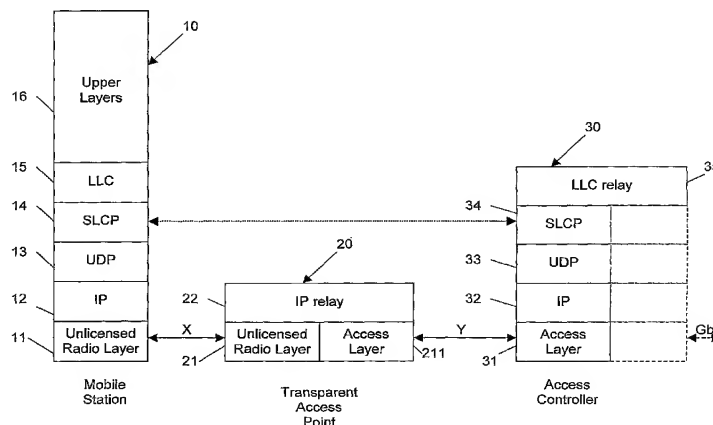 10
Upper
Layers
16
15
LLC
14
SLCP
13
UDP
12
IP
11
Unlicensed
Radio Layer
Mobile
Station
X
20
22
IP relay
Unlicensed
Radio Layer
Access
Layer
21
211
Transparent
Access
Point
Y
30
LLC relay
34
SLCP
33
UDP
32
IP
31
Access
Layer
Gb
Access
Controller